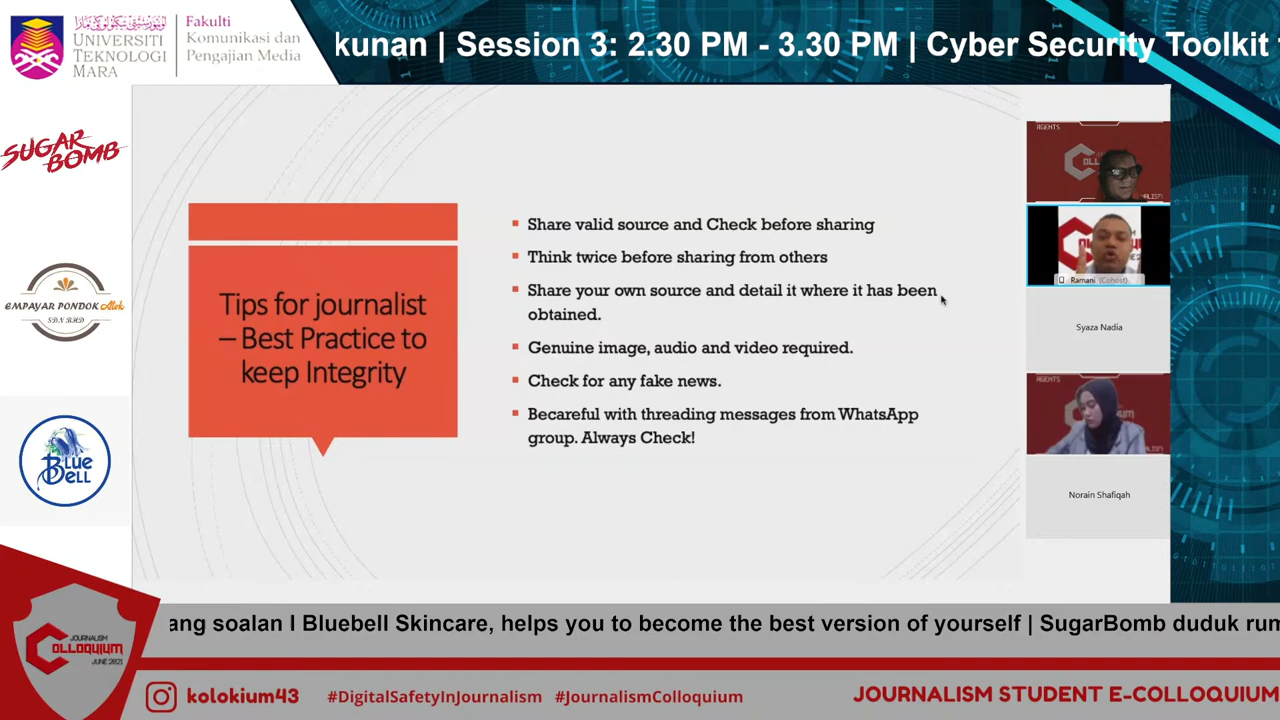 UNIVERSITI
TEKNOLOGI
MARA
Fakulti
Komunikasi dan
Pengajian Media
kunan | Session 3: 2.30 PM - 3.30 PM | Cyber Security Toolkit
SUGAR
BOMB
EMPAYAR PONDOK Atok
SDN BHD
BLUE
BELL
Tips for journalist
– Best Practice to
keep Integrity
▪ Share valid source and Check before sharing
▪ Think twice before sharing from others
▪ Share your own source and detail it where it has been
obtained.
▪ Genuine image, audio and video required.
▪ Check for any fake news.
▪ Becareful with threading messages from WhatsApp
group. Always Check!
AGENTS
Ramani (Cohost)
Syaza Nadia
AGENTS
Norain Shafiqah
ang soalan I Bluebell Skincare, helps you to become the best version of yourself | SugarBomb duduk rum
JOURNALISM
COLLOQUIUM
JUNE 2021
kolokium43
#DigitalSafetyInJournalism #JournalismColloquium
JOURNALISM STUDENT E-COLLOQUIUM